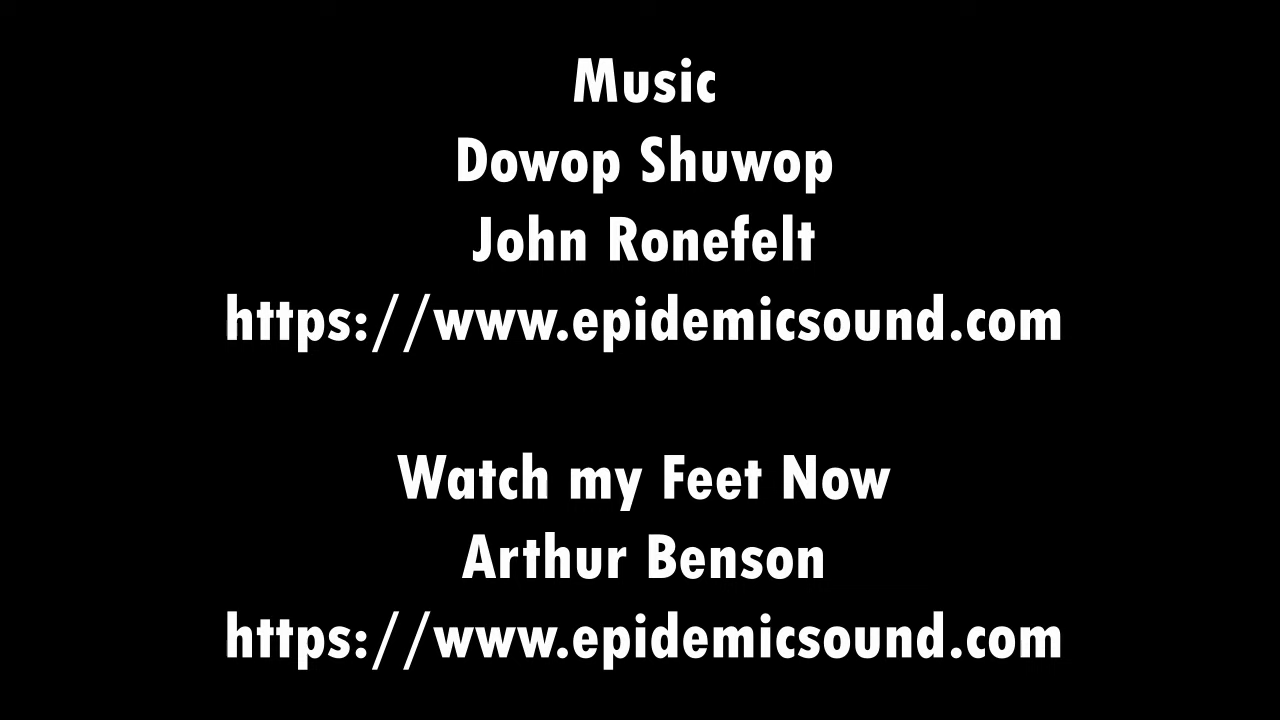 Music
Dowop Shuwop
John Ronefelt
https://www.epidemicsound.com
Watch my Feet Now
Arthur Benson
https://www.epidemicsound.com